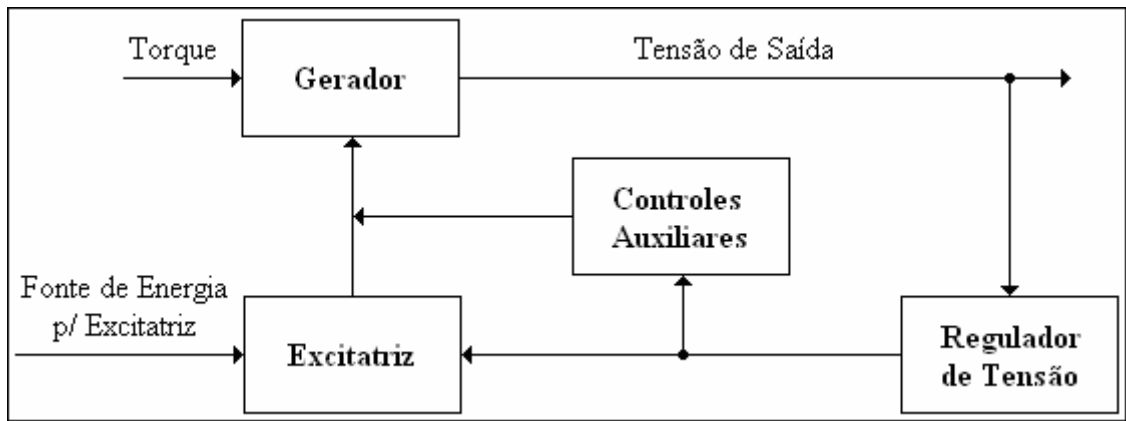 Torque
Gerador
Tensão de Saída
Controles
Auxiliares
Fonte de Energia
p/ Excitatriz
Excitatriz
Regulador
de Tensão